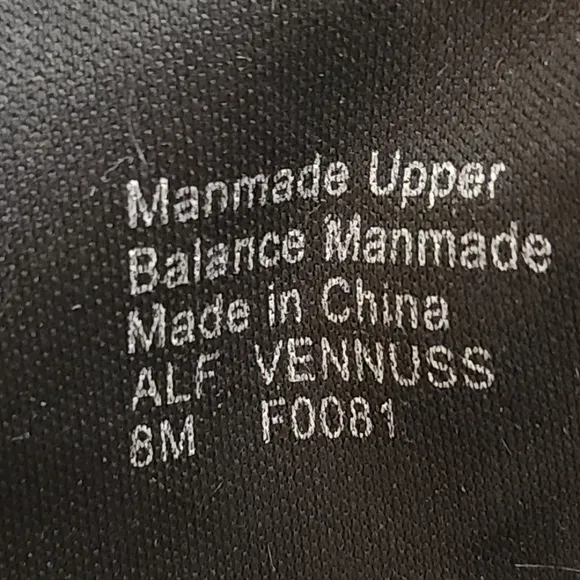 Manmade Upper
Balance Manmade
Made in China
ALF VENNUSS
8M F0081